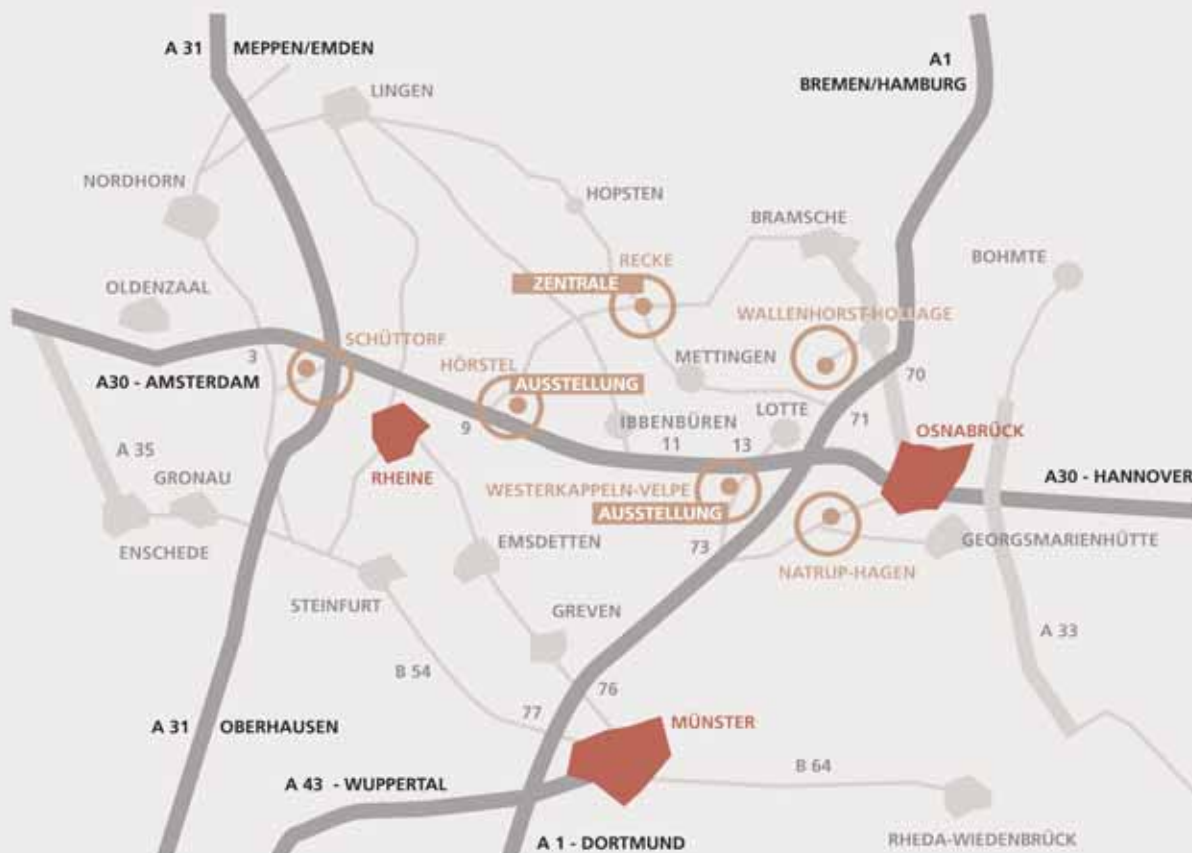 A 31 MEPPEN/EMDEN
A1
BREMEN/HAMBURG
LINGEN
NORDHORN
HOPSTEN
BRAMSCHE
RECKE
BOHMTE
ZENTRALE
OLDENZAAL
WALLENHORST-HOLLAGE
SCHÜTTORF
3
HÖRSTEL
METTINGEN
A30 - AMSTERDAM
AUSSTELLUNG
70
LOTTE
71
IBBENBÜREN
9
OSNABRÜCK
11
13
A 35
RHEINE
GRONAU
A30 - HANNOVER
WESTERKAPPELN-VELPE
AUSSTELLUNG
ENSCHEDE
EMSDETTEN
73
GEORGSMARIENHÜTTE
NATRUP-HAGEN
STEINFURT
GREVEN
A 33
B 54
76
77
MÜNSTER
A 31 OBERHAUSEN
B 64
A 43 - WUPPERTAL
A 1 - DORTMUND
RHEDA-WIEDENBRÜCK